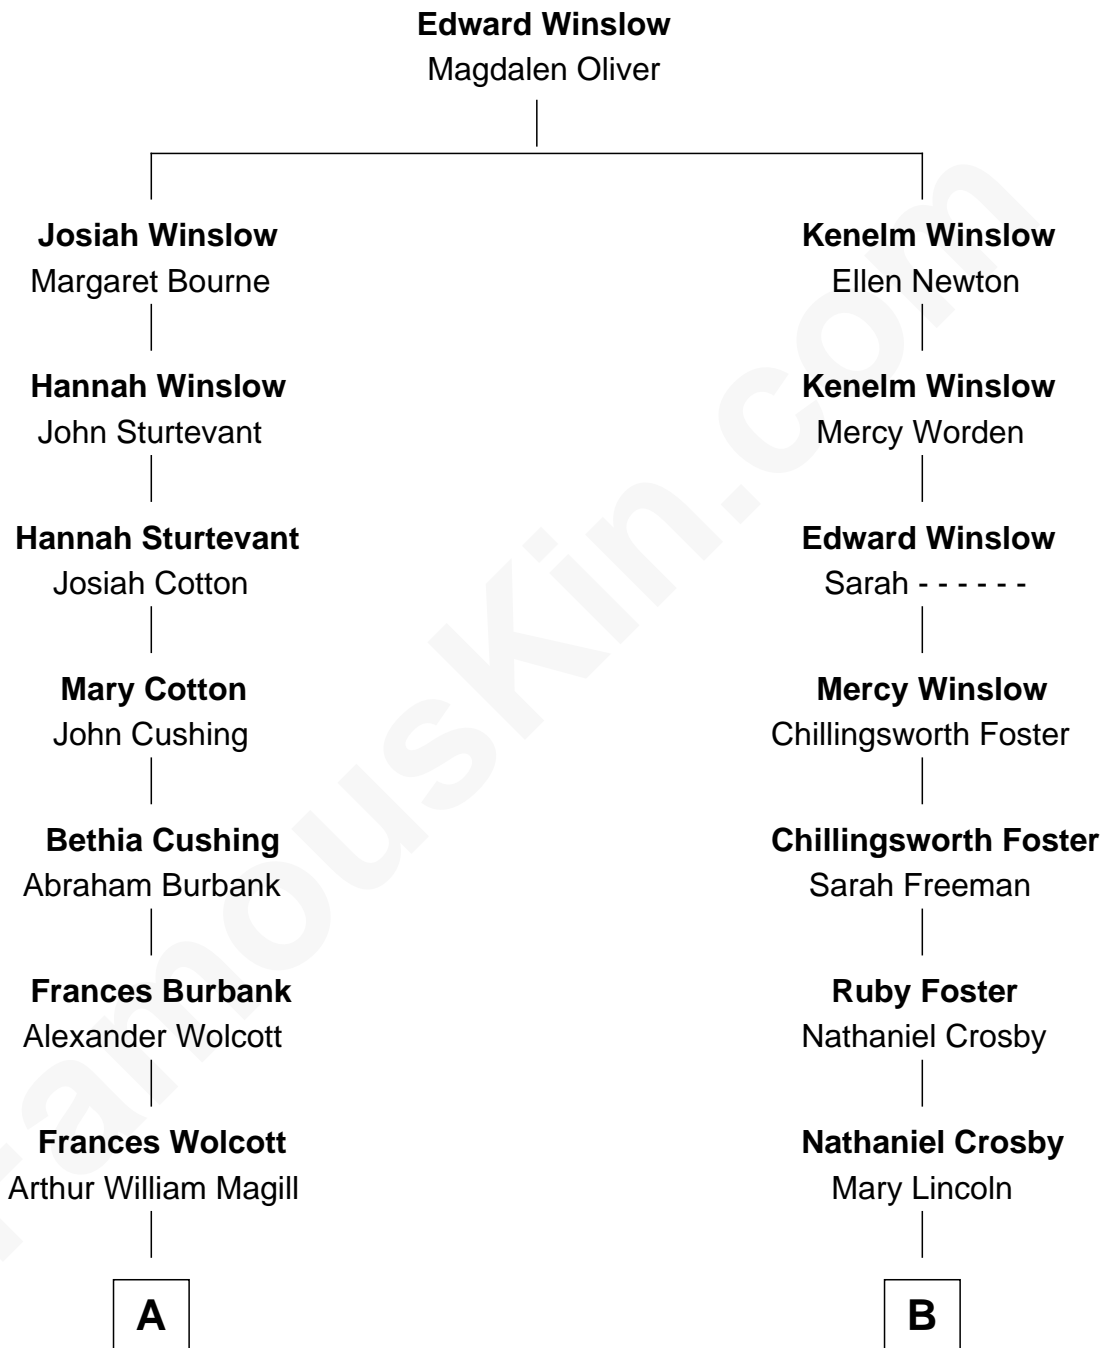 Edward Winslow
Magdalen Oliver
Josiah Winslow
Margaret Bourne
Hannah Winslow
John Sturtevant
Hannah Sturtevant
Josiah Cotton
Mary Cotton
John Cushing
Bethia Cushing
Abraham Burbank
Frances Burbank
Alexander Wolcott
Frances Wolcott
Arthur William Magill
A
Kenelm Winslow
Ellen Newton
Kenelm Winslow
Mercy Worden
Edward Winslow
Sarah - - - - - -
Mercy Winslow
Chillingsworth Foster
Chillingsworth Foster
Sarah Freeman
Ruby Foster
Nathaniel Crosby
Nathaniel Crosby
Mary Lincoln
B
FamousKin.com